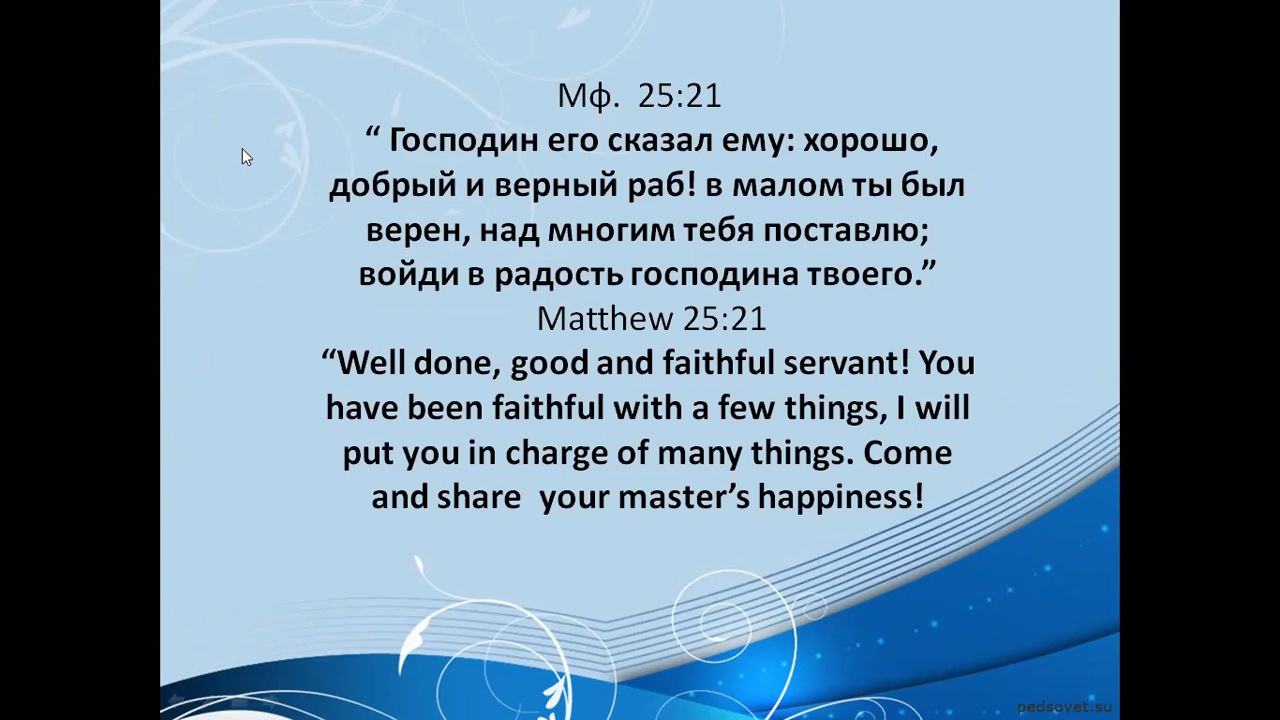 Мф.  25:21
“ Господин его сказал ему: хорошо,
добрый и верный раб! в малом ты был
верен, над многим тебя поставлю;
войди в радость господина твоего.”
Matthew 25:21
“Well done, good and faithful servant! You
have been faithful with a few things, I will
put you in charge of many things. Come
and share  your master’s happiness!
pedsovet.su